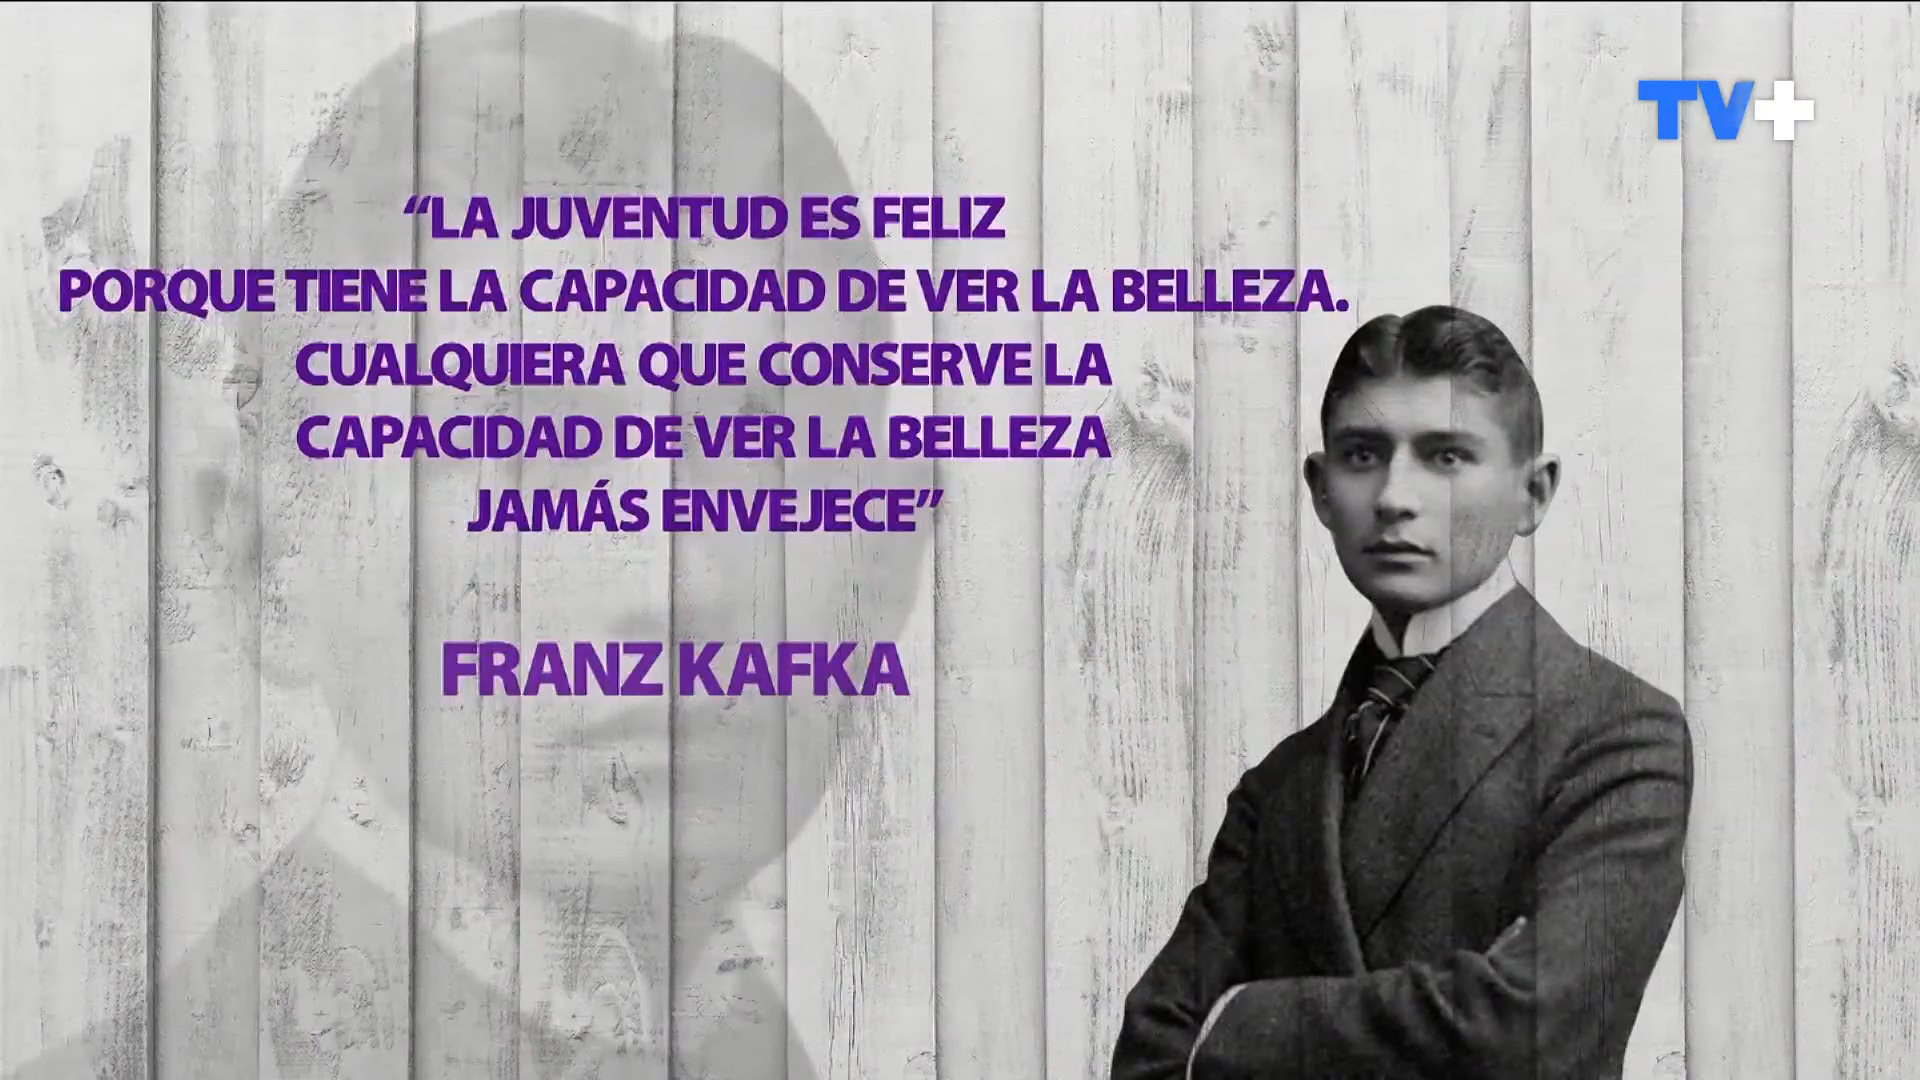 TV+
“LA JUVENTUD ES FELIZ
PORQUE TIENE LA CAPACIDAD DE VER LA BELLEZA.
CUALQUIERA QUE CONSERVE LA
CAPACIDAD DE VER LA BELLEZA
JAMÁS ENVEJECE”
FRANZ KAFKA